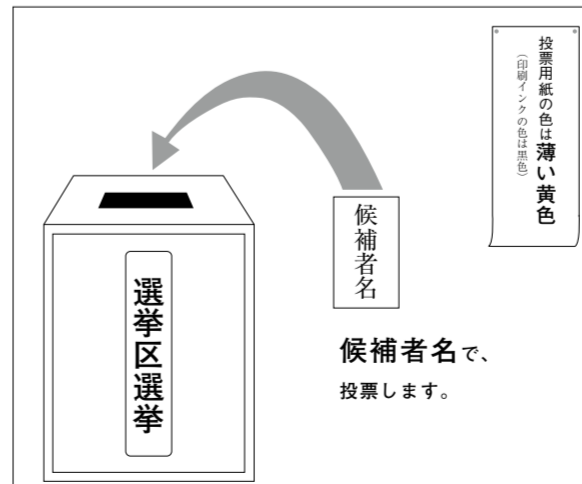 投票用紙の色は薄い黄色
（印刷インクの色は黒色）
候補者名
選挙区選挙
候補者名で、
投票します。